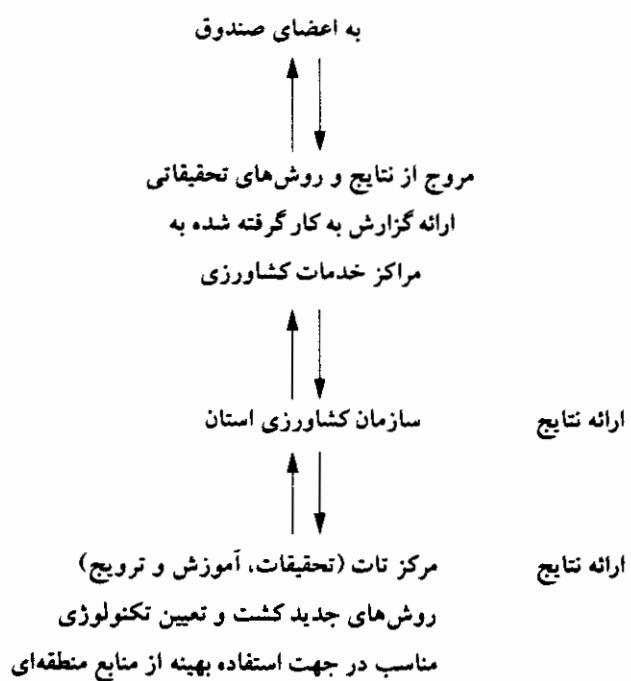 به اعضای صندوق
مروج از نتایج و روش‌های تحقیقاتی
ارائه گزارش به کار گرفته شده به
مراکز خدمات کشاورزی
ارائه نتایج سازمان کشاورزی استان
ارائه نتایج مرکز تات (تحقیقات، آموزش و ترویج)
روش‌های جدید کشت و تعیین تکنولوژی
مناسب در جهت استفاده بهینه از منابع منطقه‌ای